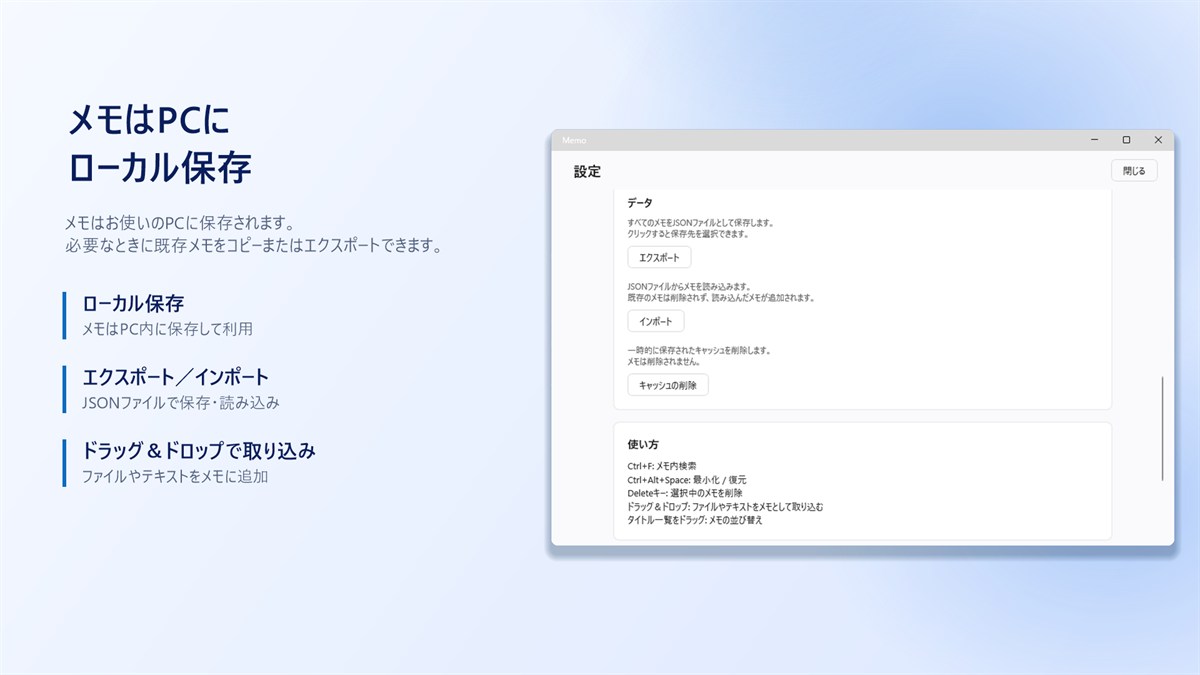 メモはPCに
ローカル保存
メモはお使いのPCに保存されます。
必要なときに既存メモをコピーまたはエクスポートできます。
ローカル保存
メモはPC内に保存して利用
エクスポート／インポート
JSONファイルで保存・読み込み
ドラッグ＆ドロップで取り込み
ファイルやテキストをメモに追加
Memo
設定
閉じる
データ
すべてのメモをJSONファイルとして保存します。
クリックすると保存先を選択できます。
エクスポート
JSONファイルからメモを読み込みます。
既存のメモは削除されず、読み込んだメモが追加されます。
インポート
一時的に保存されたキャッシュを削除します。
メモは削除されません。
キャッシュの削除
使い方
Ctrl+F: メモ内検索
Ctrl+Alt+Space: 最小化 / 復元
Deleteキー: 選択中のメモを削除
ドラッグ＆ドロップ: ファイルやテキストをメモとして取り込む
タイトル一覧をドラッグ: メモの並び替え